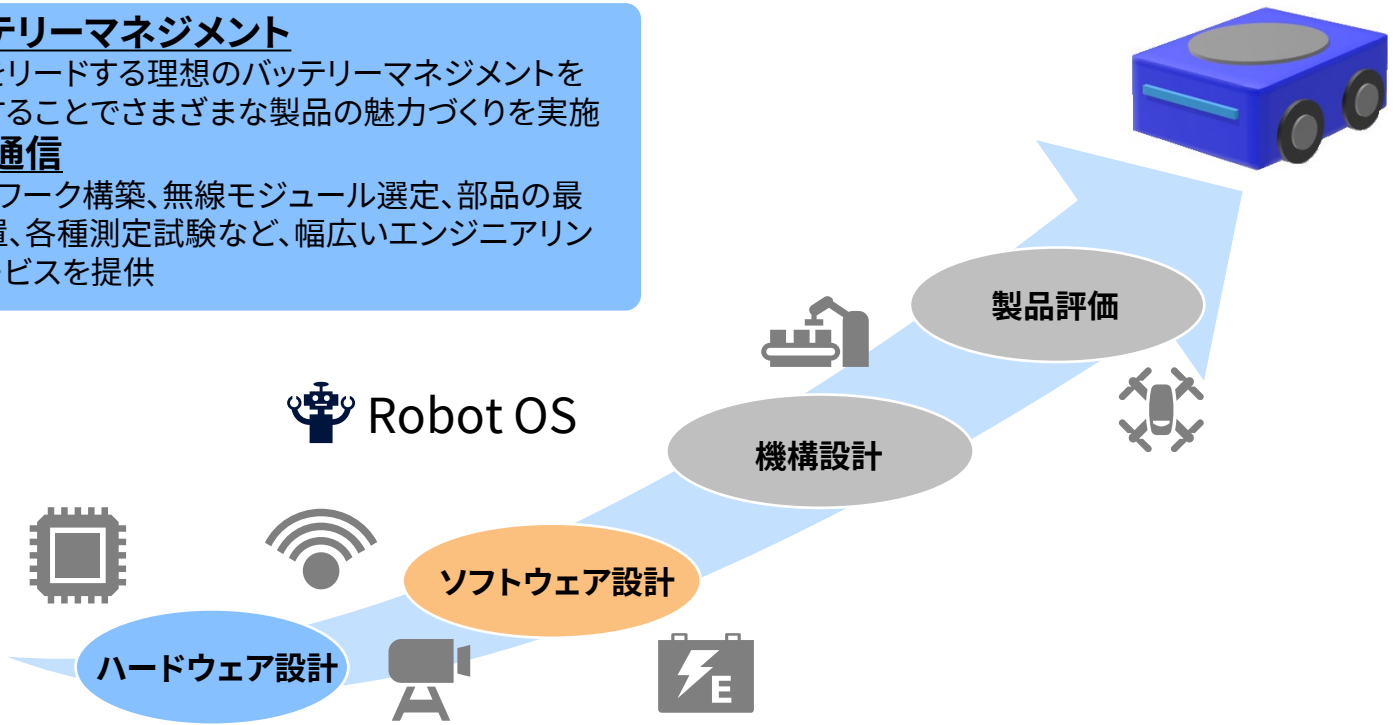 テリーマネジメント
をリードする理想のバッテリーマネジメントを
することでさまざまな製品の魅力づくりを実施
通信
ワーク構築、無線モジュール選定、部品の最
置、各種測定試験など、幅広いエンジニアリン
ービスを提供
製品評価
Robot OS
機構設計
ソフトウェア設計
ハードウェア設計
E